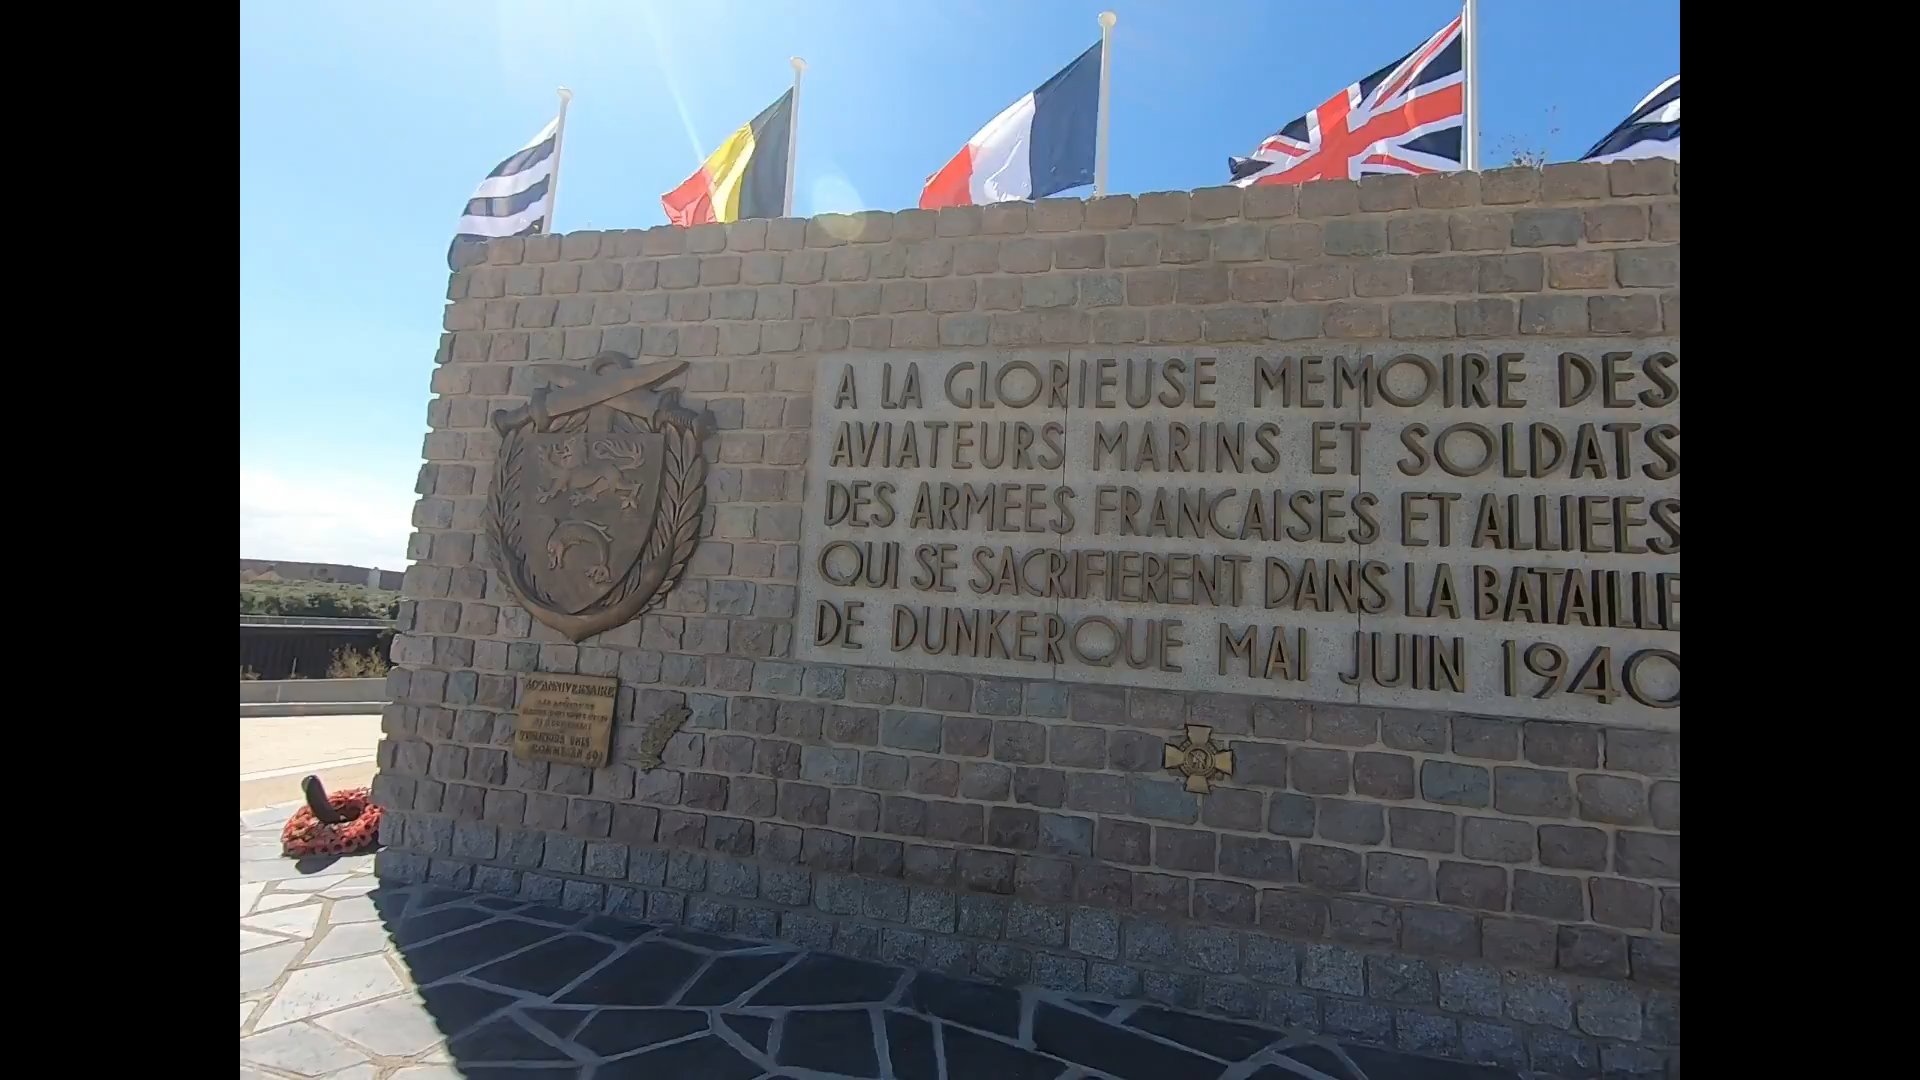 A LA GLORIEUSE MEMOIRE DES
AVIATEURS MARINS ET SOLDATS
DES ARMEES FRANCAISES ET ALLIEES
QUI SE SACRIFIERENT DANS LA BATAILLE
DE DUNKERQUE MAI JUIN 1940
ANNIVERSAIRE